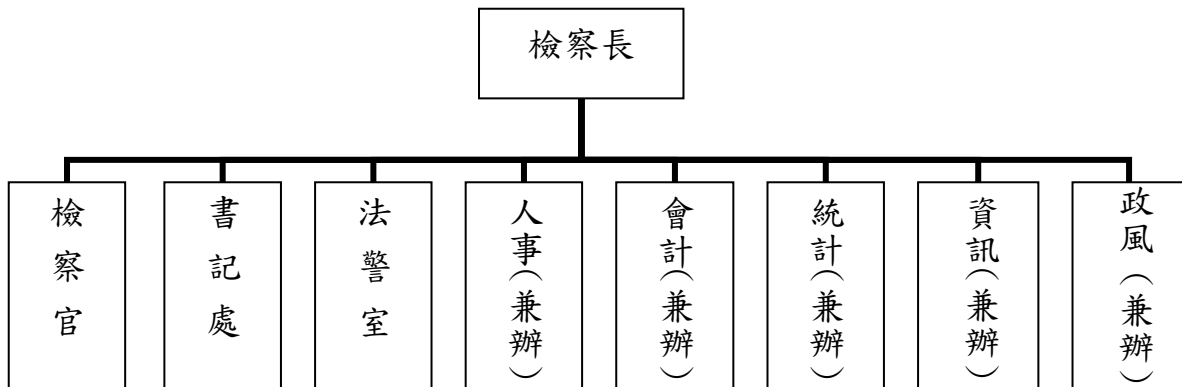 檢察長
檢察官
書記處
法警室
人事(兼辦)
會計(兼辦)
統計(兼辦)
資訊(兼辦)
政風(兼辦)